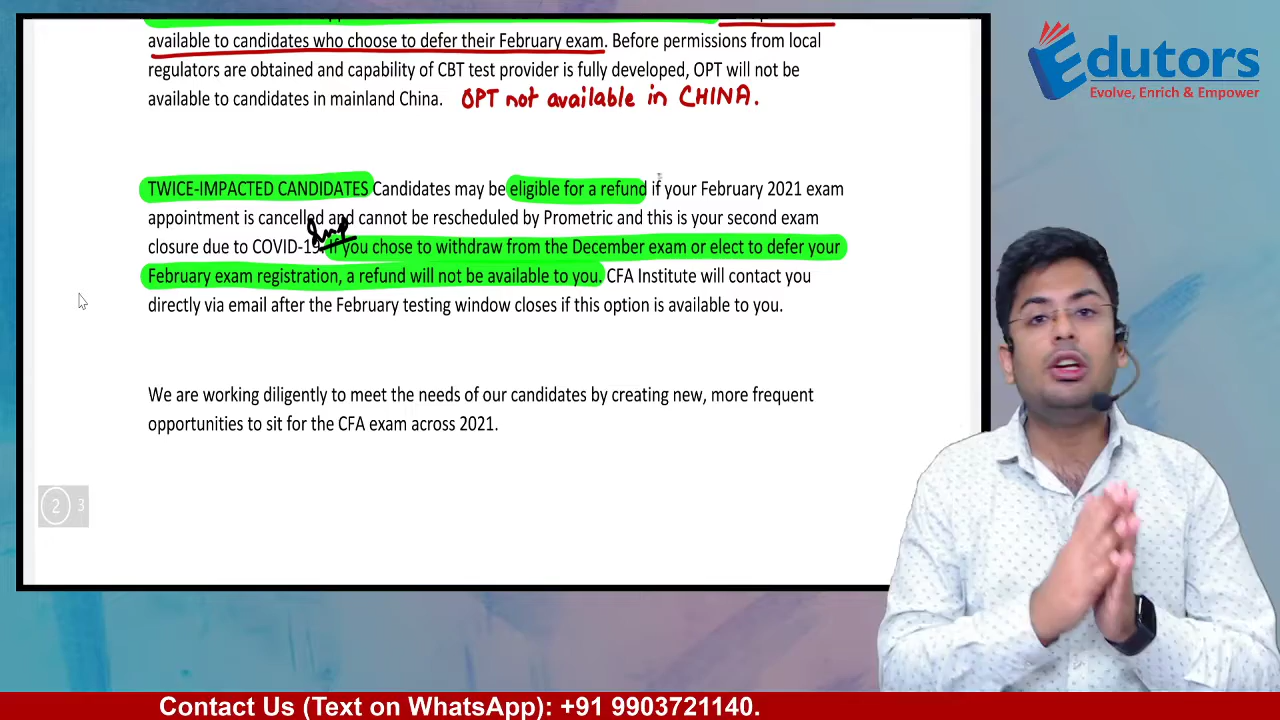 available to candidates who choose to defer their February exam. Before permissions from local
regulators are obtained and capability of CBT test provider is fully developed, OPT will not be
available to candidates in mainland China. OPT not available in CHINA.
TWICE-IMPACTED CANDIDATES Candidates may be eligible for a refund if your February 2021 exam
appointment is cancelled and cannot be rescheduled by Prometric and this is your second exam
Imp
closure due to COVID-19. If you chose to withdraw from the December exam or elect to defer your
February exam registration, a refund will not be available to you. CFA Institute will contact you
directly via email after the February testing window closes if this option is available to you.
We are working diligently to meet the needs of our candidates by creating new, more frequent
opportunities to sit for the CFA exam across 2021.
2 3
Edutors
Evolve, Enrich & Empower
Contact Us (Text on WhatsApp): +91 9903721140.